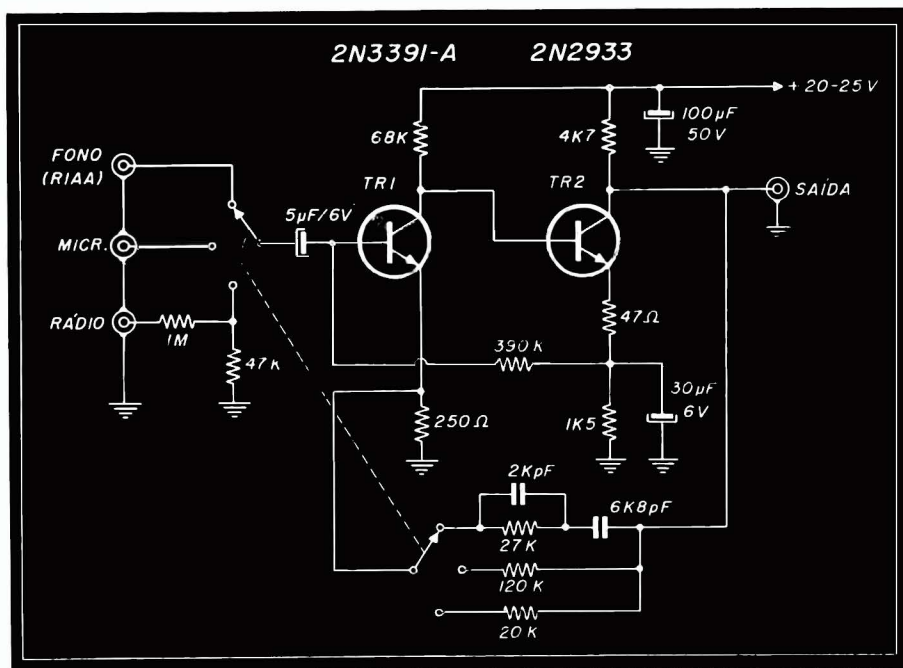 2N3391-A 2N2933
+ 20-25 V
68K
4K7
100µF
50V
FONO
(RIAA)
TR1
TR2
SAÍDA
5µF/6V
MICR.
RÁDIO
1M
47K
47Ω
390K
250Ω
1K5
30µF
6V
2KpF
6K8pF
27K
120K
20K